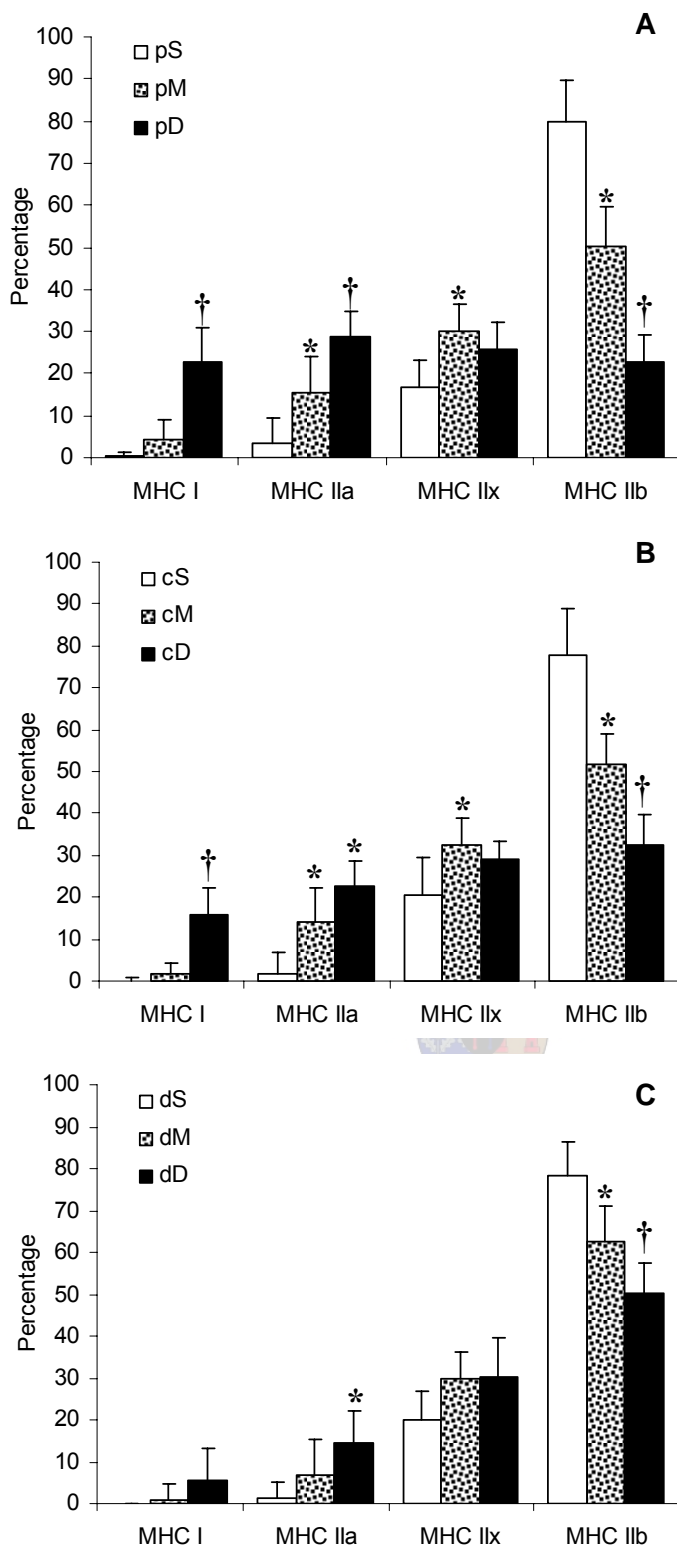 A
100
90
80
70
60
50
40
30
20
10
0
Percentage
pS
pM
pD
†
*
†
*
*
†
MHC I MHC IIa MHC IIx MHC IIb
B
100
90
80
70
60
50
40
30
20
10
0
Percentage
cS
cM
cD
†
*
*
*
*
†
MHC I MHC IIa MHC IIx MHC IIb
C
100
90
80
70
60
50
40
30
20
10
0
Percentage
dS
dM
dD
*
*
†
MHC I MHC IIa MHC IIx MHC IIb